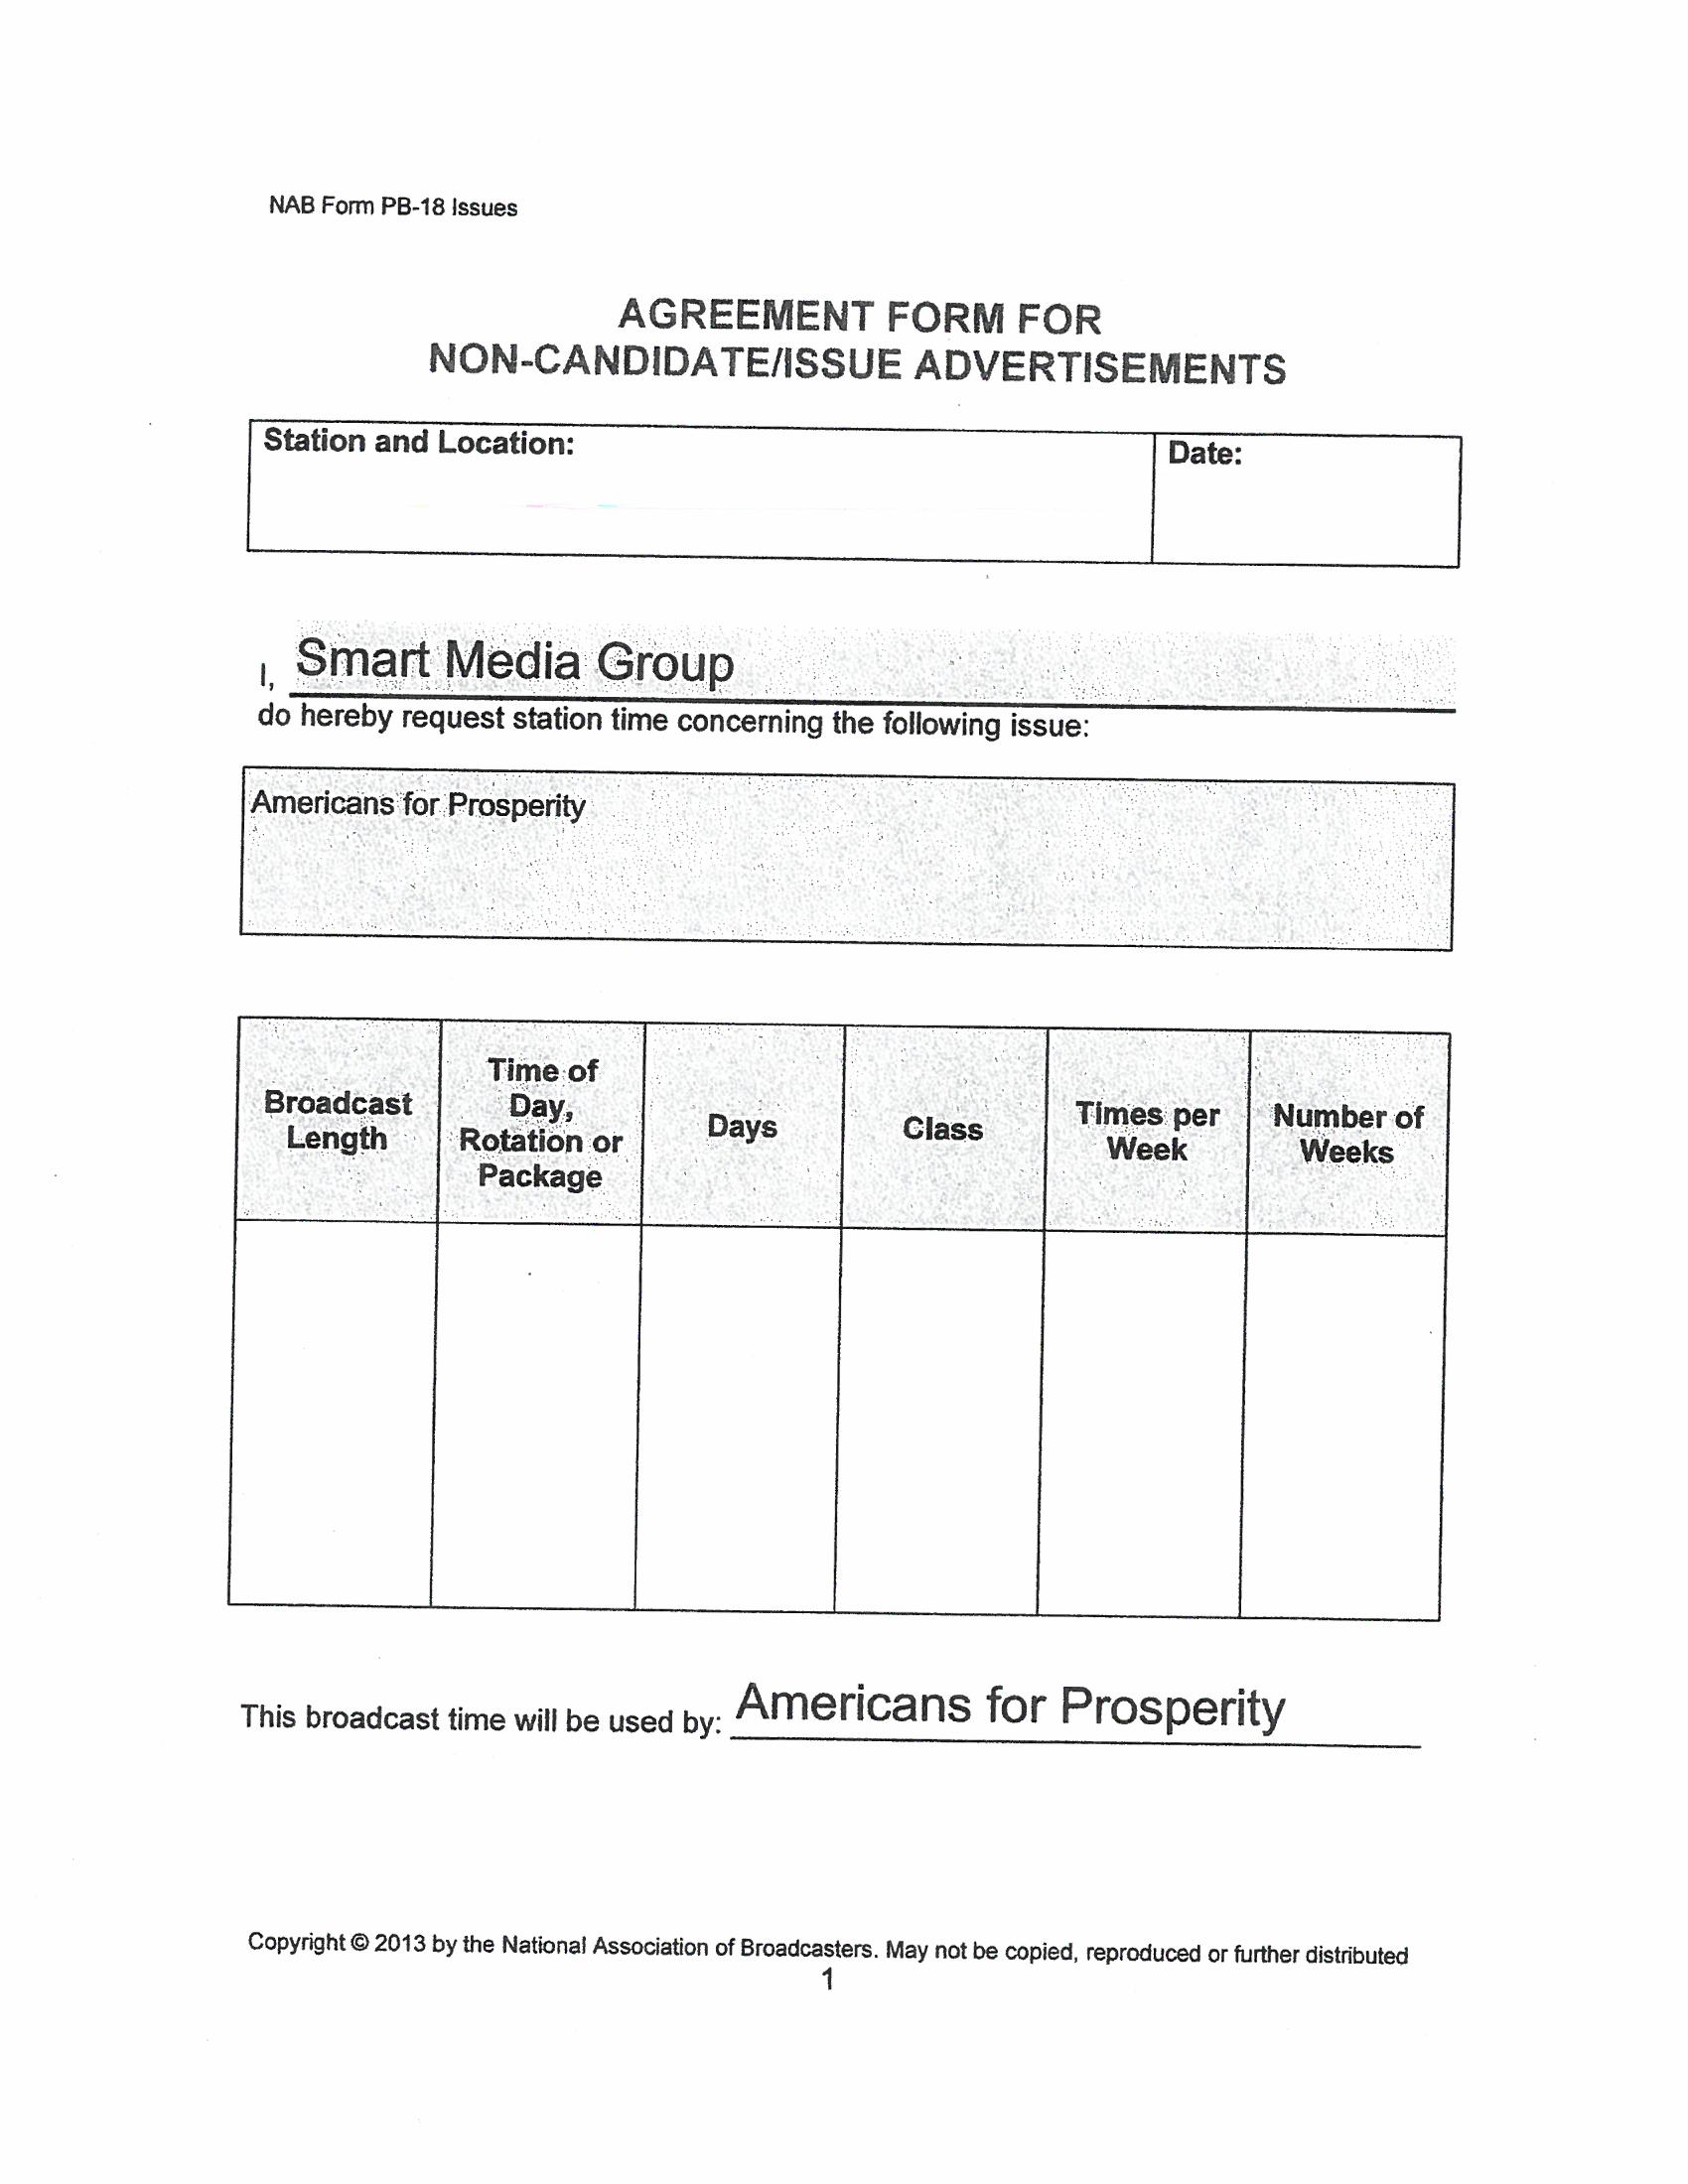 NAB Form PB-18 Issues
AGREEMENT FORM FOR
NON-CANDIDATE/ISSUE ADVERTISEMENTS
Station and Location:
Date:
I, Smart Media Group
do hereby request station time concerning the following issue:
Americans for Prosperity
Broadcast
Length
Time of
Day,
Rotation or
Package
Days
Class
Times per
Week
Number of
Weeks
This broadcast time will be used by: Americans for Prosperity
Copyright © 2013 by the National Association of Broadcasters. May not be copied, reproduced or further distributed
1